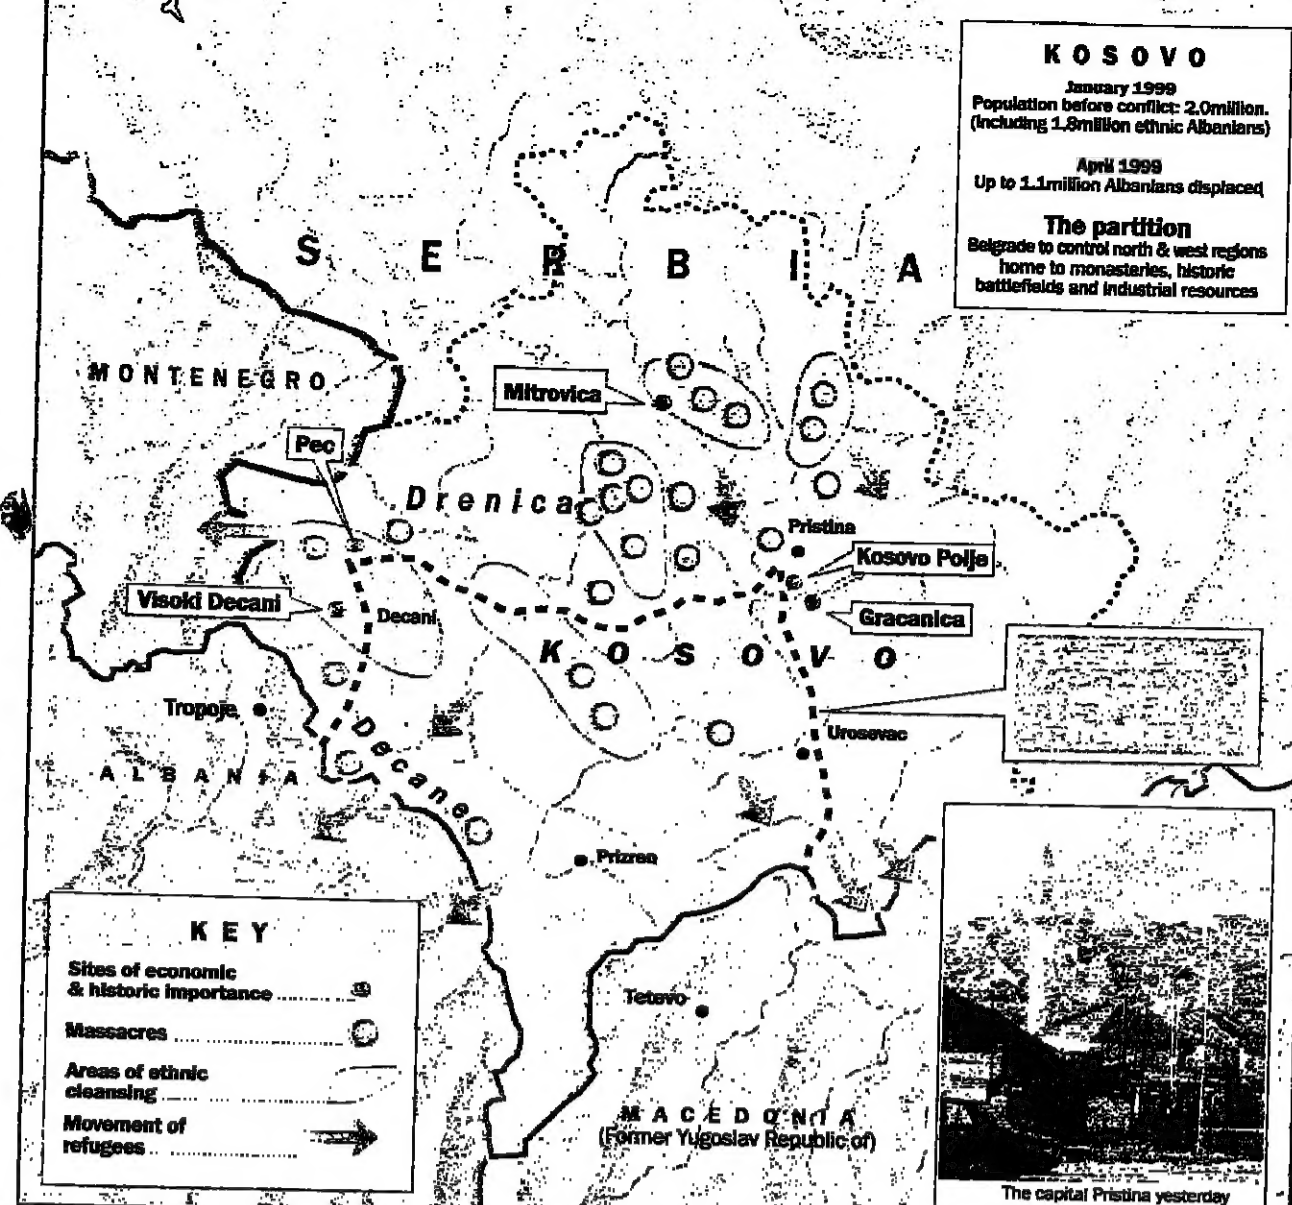 KOSOVO
January 1999
Population before conflict: 2.0million.
(including 1.8million ethnic Albanians)
April 1999
Up to 1.1million Albanians displaced
The partition
Belgrade to control north & west regions
home to monasteries, historic
battlefields and industrial resources
SERBIA
MONTENEGRO
Mitrovica
Pec
Drenica
Pristina
Kosovo Polje
Visoki Decani
Decani
Gracanica
KOSOVO
Tropoje
Urosevac
Decane
ALBANIA
Prizren
KEY
Sites of economic
& historic importance
Massacres
Areas of ethnic
cleansing
Movement of
refugees
Tetevo
MACEDONIA
(Former Yugoslav Republic of)
The capital Pristina yesterday